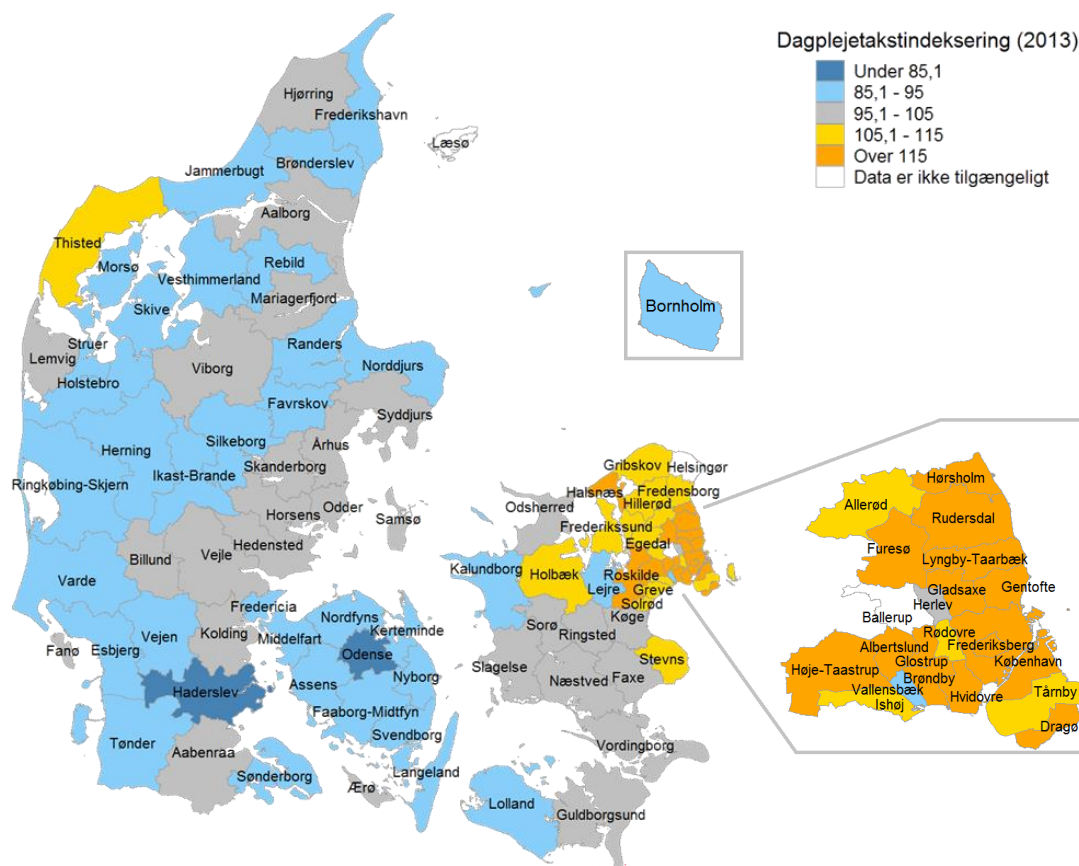 Dagplejetakstindeksering (2013)
Under 85,1
85,1 - 95
95,1 - 105
105,1 - 115
Over 115
Data er ikke tilgængeligt
Hjørring
Frederikshavn
Læsø
Brønderslev
Jammerbugt
Aalborg
Thisted
Morsø
Rebild
Vesthimmerland
Mariagerfjord
Skive
Bornholm
Struer
Randers
Lemvig
Viborg
Norddjurs
Holstebro
Favrskov
Syddjurs
Silkeborg
Århus
Herning
Skanderborg
Ikast-Brande
Ringkøbing-Skjern
Horsens
Odder
Samsø
Hedensted
Billund
Vejle
Varde
Fredericia
Kolding
Middelfart
Vejen
Esbjerg
Fanø
Haderslev
Tønder
Aabenraa
Sønderborg
Nordfyns
Kerteminde
Odense
Assens
Nyborg
Faaborg-Midtfyn
Svendborg
Langeland
Ærø
Gribskov
Helsingør
Halsnæs
Fredensborg
Hillerød
Odsherred
Frederikssund
Egedal
Kalundborg
Holbæk
Lejre
Roskilde
Greve
Solrød
Køge
Sorø
Ringsted
Stevns
Slagelse
Næstved
Faxe
Vordingborg
Lolland
Guldborgsund
Hørsholm
Allerød
Rudersdal
Furesø
Lyngby-Taarbæk
Gladsaxe
Gentofte
Herlev
Ballerup
Rødovre
Albertslund
Frederiksberg
Glostrup
København
Høje-Taastrup
Brøndby
Vallensbæk
Hvidovre
Ishøj
Tårnby
Dragø